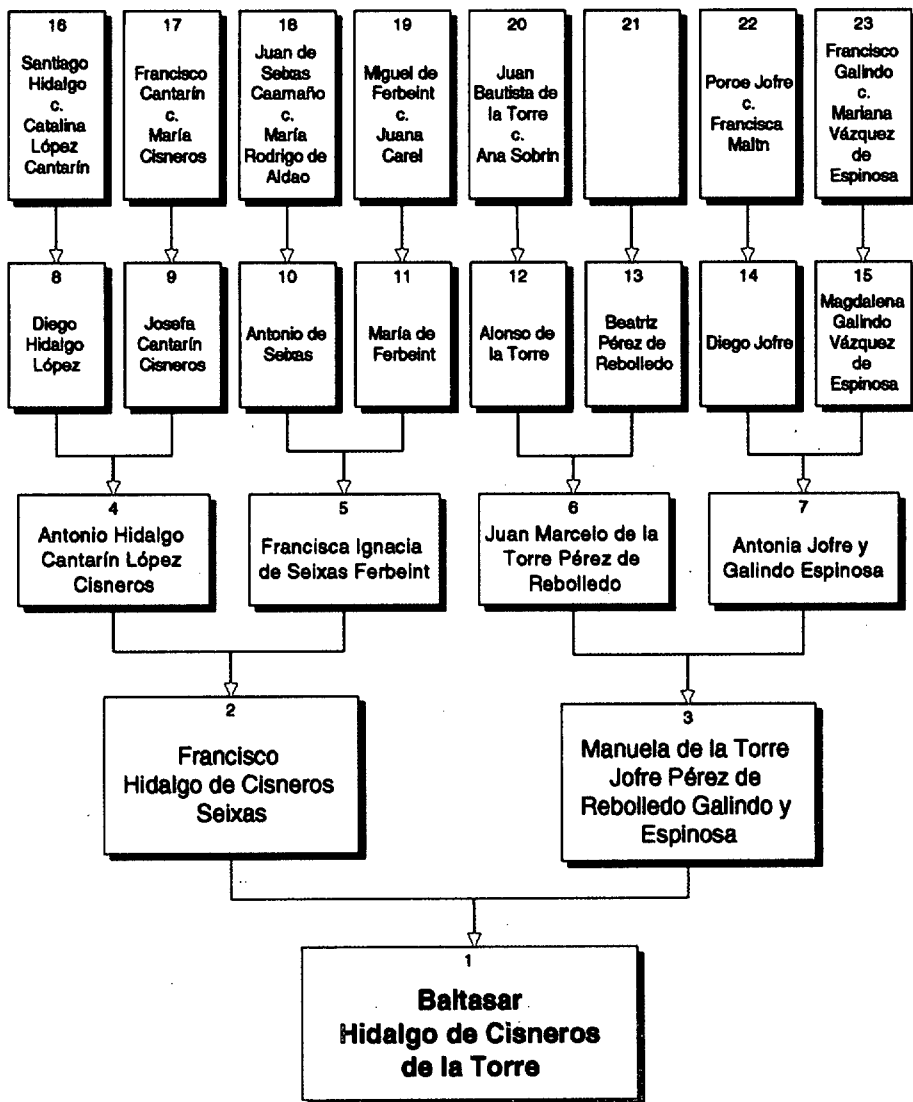 16
Santiago
Hidalgo
c.
Catalina
López
Cantarín
17
Francisco
Cantarín
c.
María
Cisneros
18
Juan de
Seixas
Caamaño
c.
María
Rodrigo de
Aldao
19
Miguel de
Ferbeint
c.
Juana
Carel
20
Juan
Bautista de
la Torre
c.
Ana Sobrin
21
22
Poroe Jofre
c.
Francisca
Maltn
23
Francisco
Galindo
c.
Mariana
Vázquez
de
Espinosa
8
Diego
Hidalgo
López
9
Josefa
Cantarín
Cisneros
10
Antonio de
Seixas
11
María de
Ferbeint
12
Alonso de
la Torre
13
Beatriz
Pérez de
Rebolledo
14
Diego Jofre
15
Magdalena
Galindo
Vázquez
de
Espinosa
4
Antonio Hidalgo
Cantarín López
Cisneros
5
Francisca Ignacia
de Seixas Ferbeint
6
Juan Marcelo de la
Torre Pérez de
Rebolledo
7
Antonia Jofre y
Galindo Espinosa
2
Francisco
Hidalgo de Cisneros
Seixas
3
Manuela de la Torre
Jofre Pérez de
Rebolledo Galindo y
Espinosa
1
Baltasar
Hidalgo de Cisneros
de la Torre